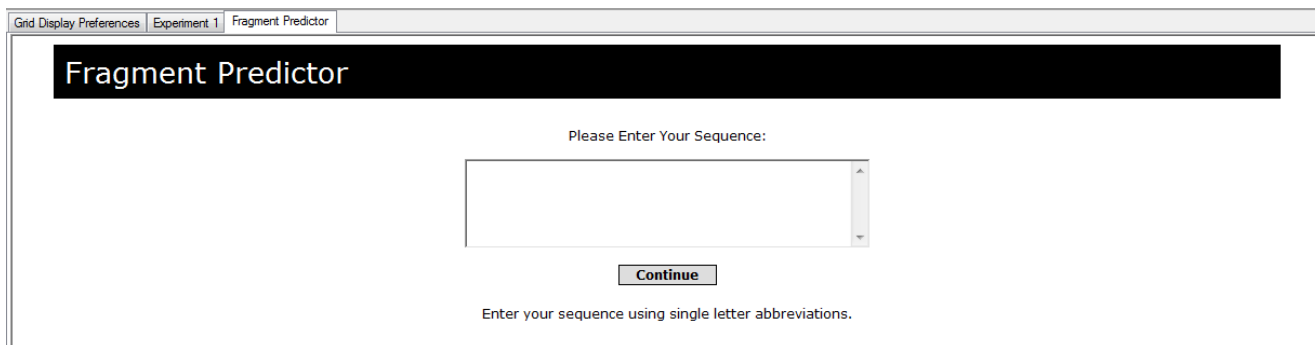 Grid Display Preferences Experiment 1 Fragment Predictor
Fragment Predictor
Please Enter Your Sequence:
Continue
Enter your sequence using single letter abbreviations.